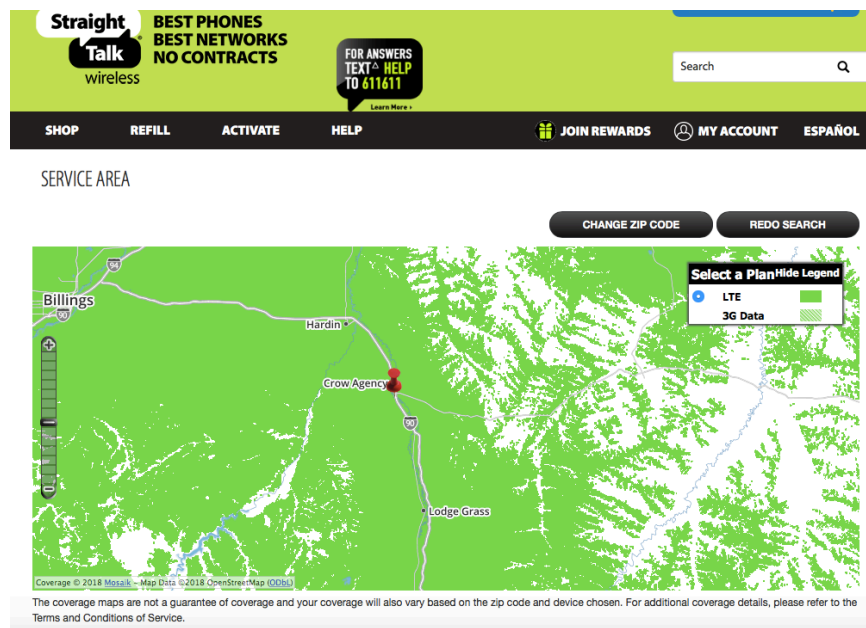 Straight Talk wireless
BEST PHONES
BEST NETWORKS
NO CONTRACTS
FOR ANSWERS
TEXT HELP
TO 611611
Learn More ›
Search
SHOP REFILL ACTIVATE HELP JOIN REWARDS MY ACCOUNT ESPAÑOL
SERVICE AREA
CHANGE ZIP CODE REDO SEARCH
Select a Plan Hide Legend
LTE
3G Data
94
Billings
90
Hardin
Crow Agency
90
Lodge Grass
Coverage © 2018 Mosaik - Map Data ©2018 OpenStreetMap (ODbL)
The coverage maps are not a guarantee of coverage and your coverage will also vary based on the zip code and device chosen. For additional coverage details, please refer to the
Terms and Conditions of Service.